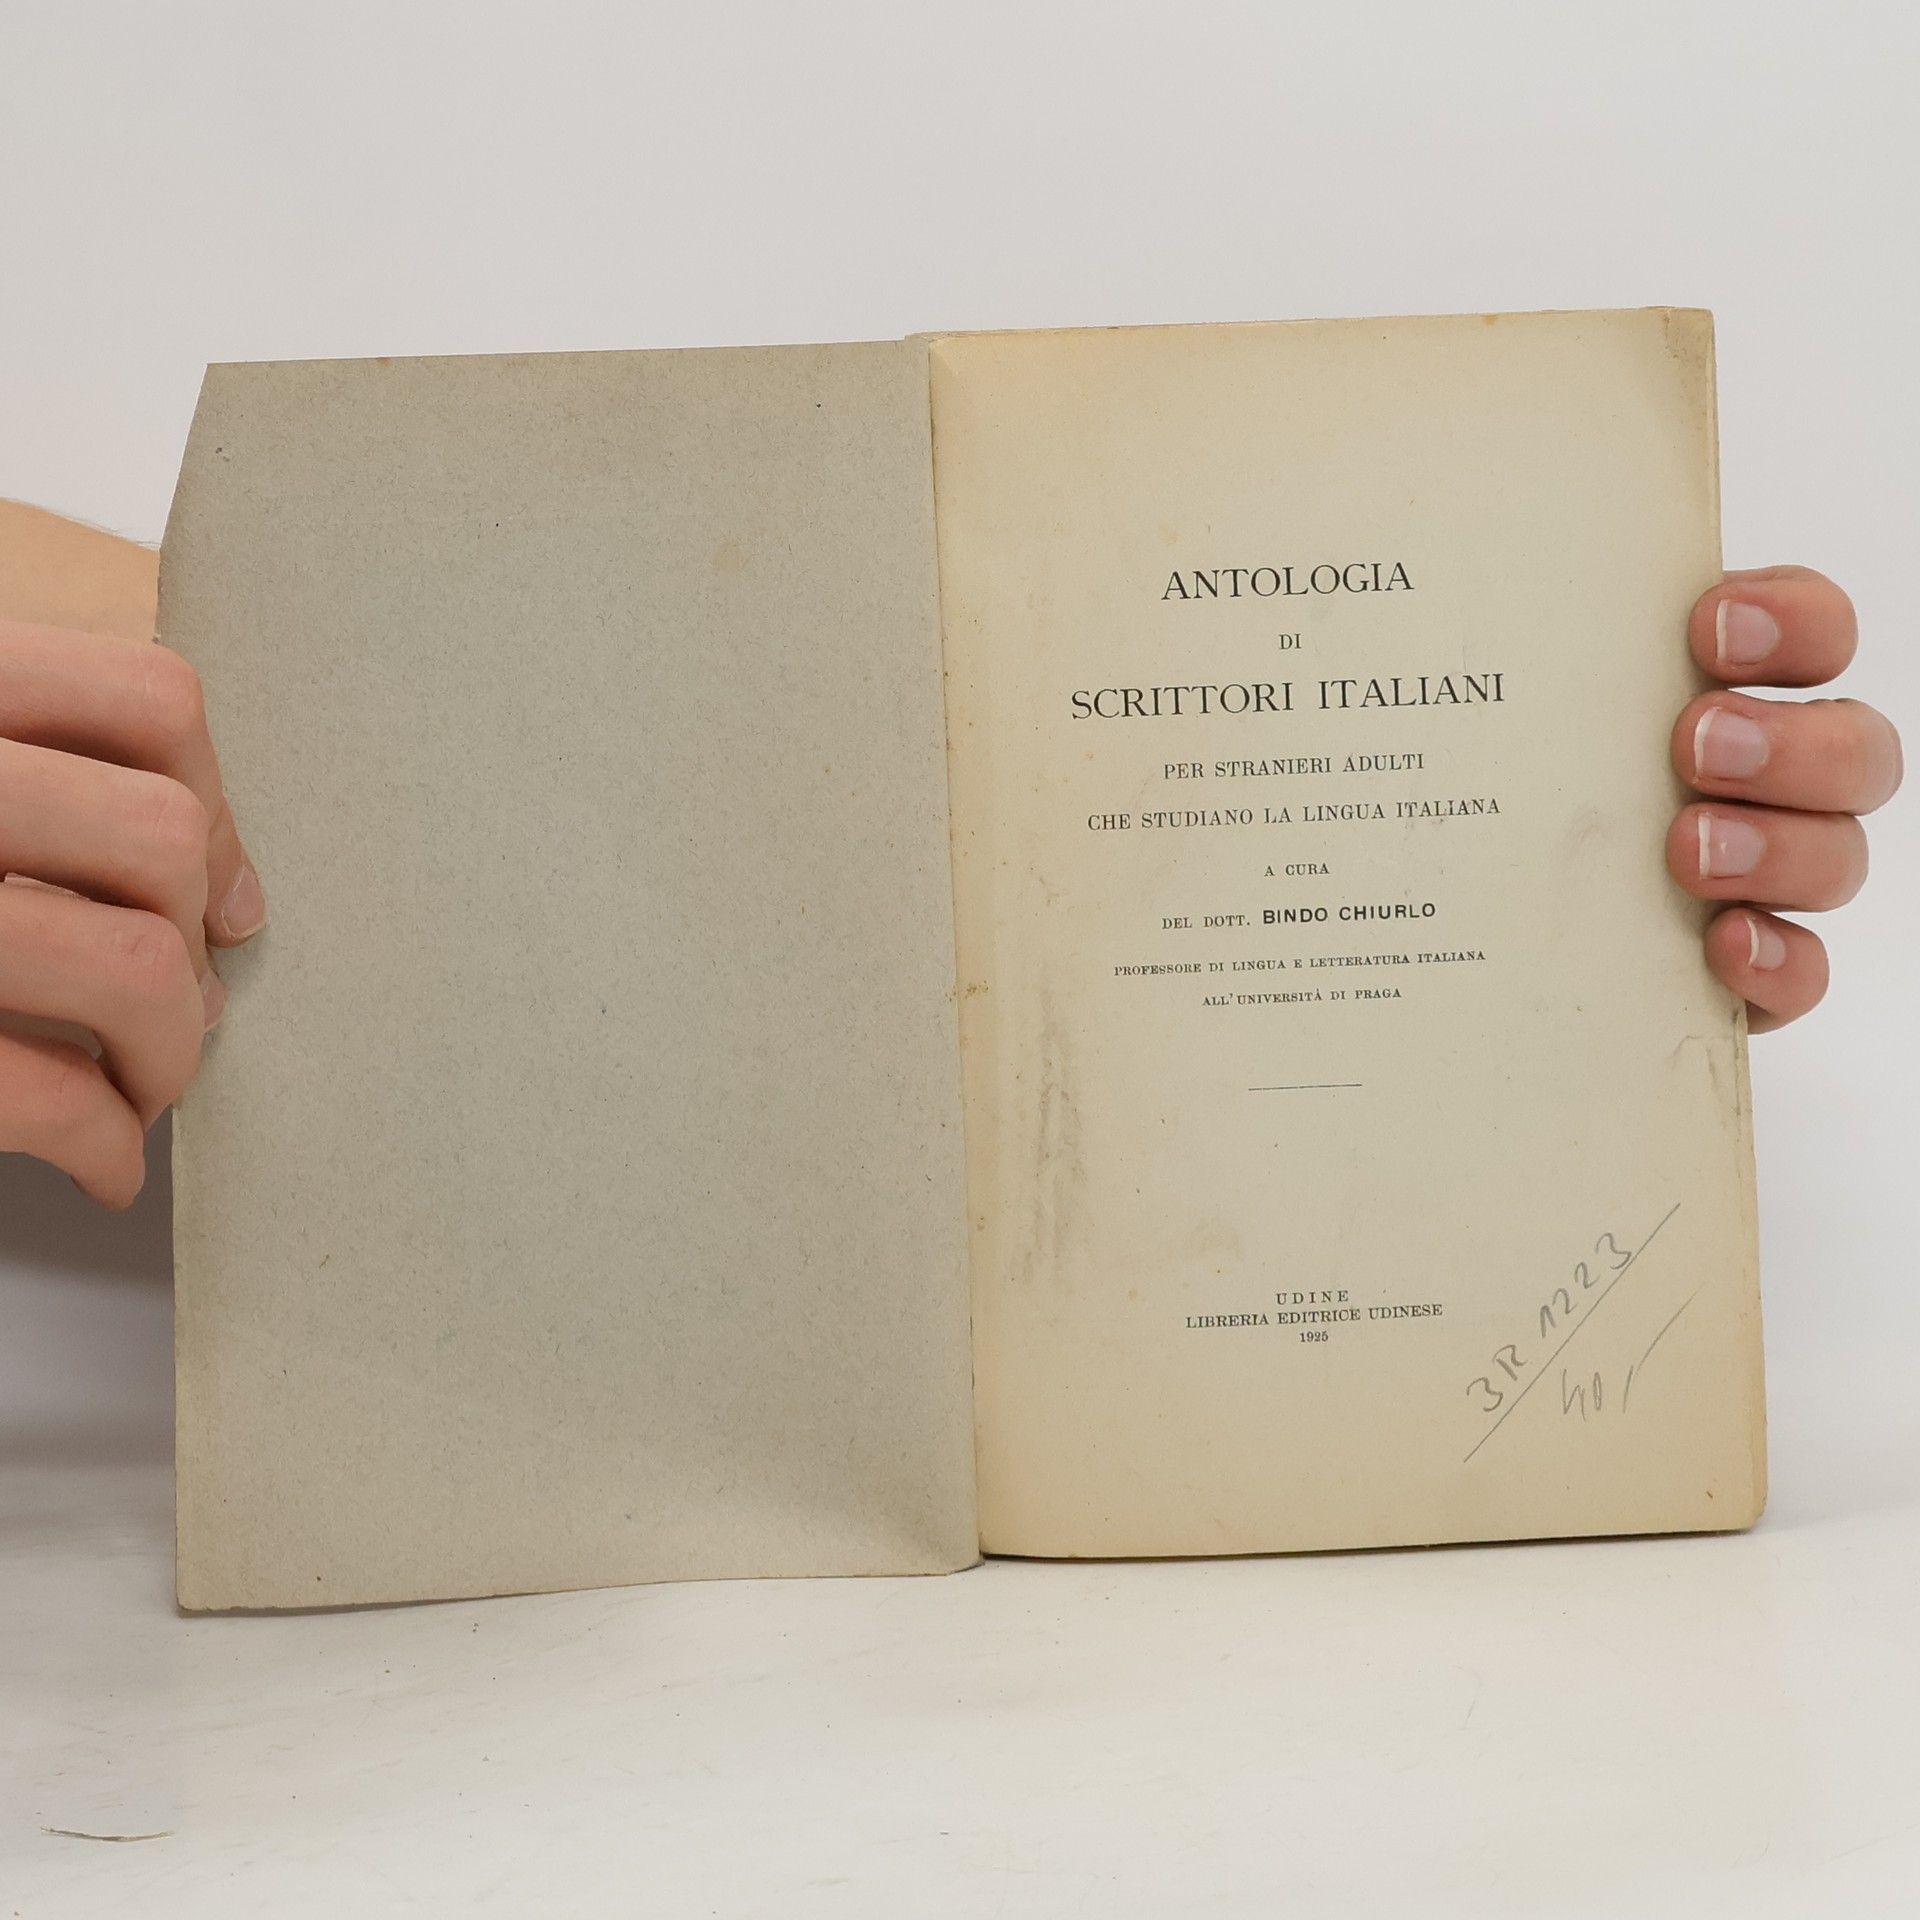 ANTOLOGIA
DI
SCRITTORI ITALIANI
PER STRANIERI ADULTI
CHE STUDIANO LA LINGUA ITALIANA
A CURA
DEL DOTT. BINDO CHIURLO
PROFESSORE DI LINGUA E LETTERATURA ITALIANA
ALL'UNIVERSITÀ DI PRAGA
UDINE
LIBRERIA EDITRICE UDINESE
1925
3R 1223
40,-